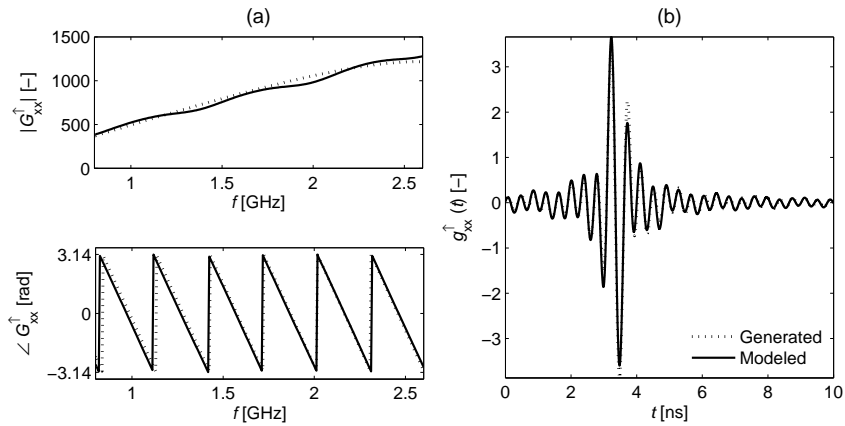 (a)
1500
1000
500
0
|G↑xx| [−]
1
1.5
2
2.5
f [GHz]
3.14
0
−3.14
∠ G↑xx [rad]
1
1.5
2
2.5
f [GHz]
(b)
3
2
1
0
−1
−2
−3
g↑xx (t) [−]
Generated
Modeled
0
2
4
6
8
10
t [ns]